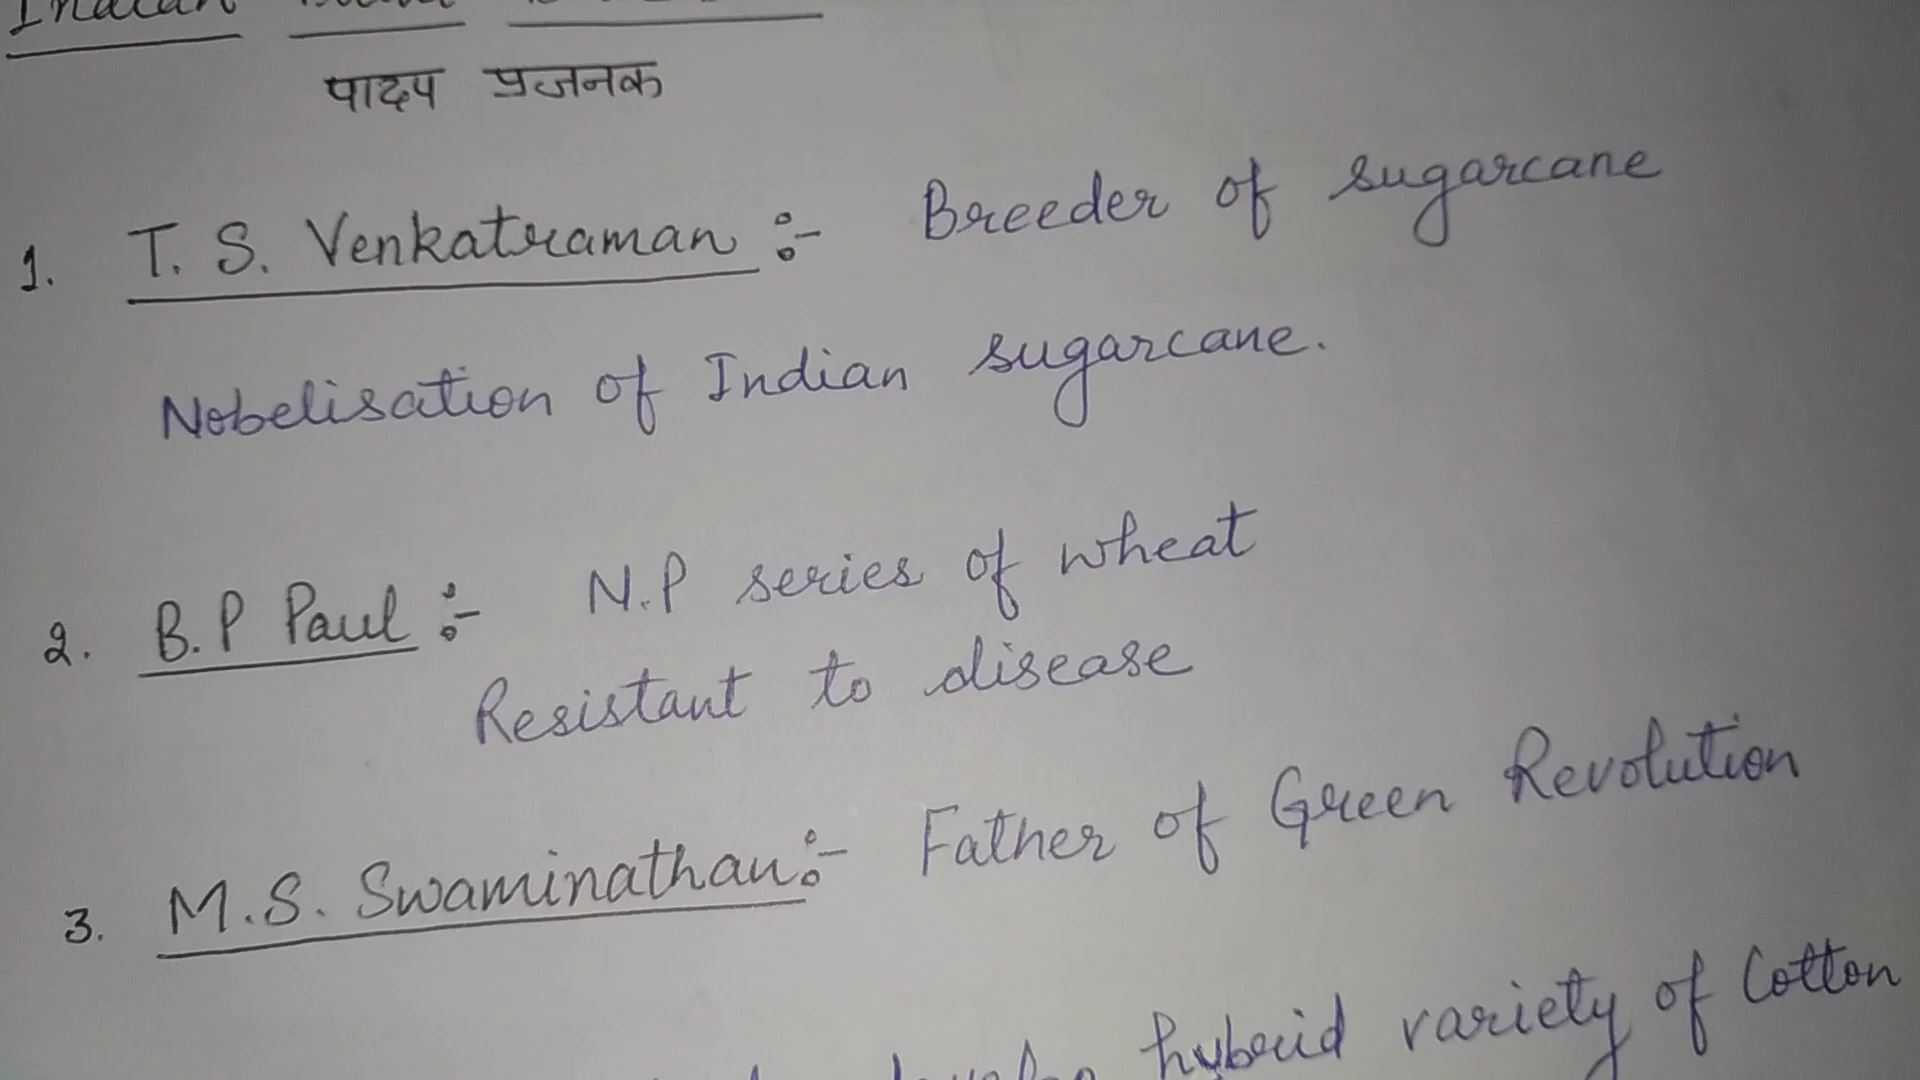 Indian
पादप प्रजनक
1. T. S. Venkatraman :- Breeder of sugarcane
Nobelisation of Indian sugarcane.
2. B.P Paul :- N.P series of wheat
Resistant to disease
3. M.S. Swaminathan :- Father of Green Revolution
hybrid variety of Cotton